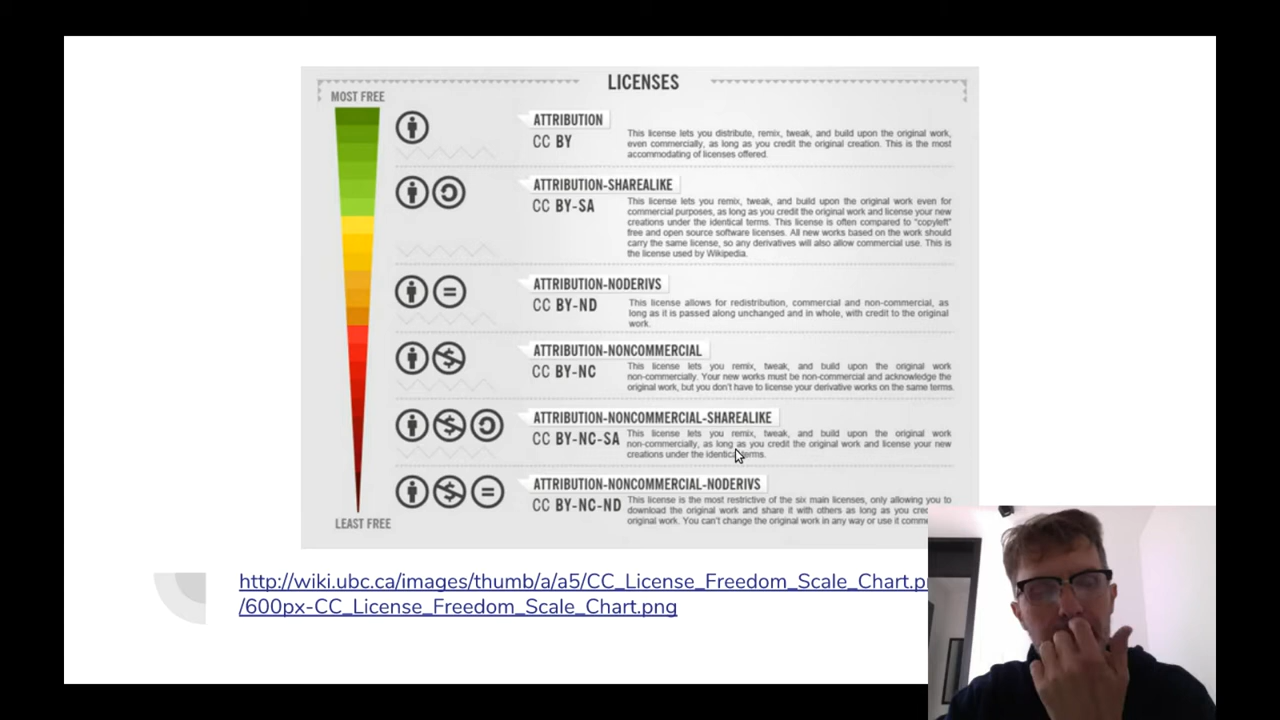 LICENSES
MOST FREE
ATTRIBUTION
CC BY
This license lets you distribute, remix, tweak, and build upon the original work,
even commercially, as long as you credit the original creation. This is the most
accommodating of licenses offered.
ATTRIBUTION-SHAREALIKE
CC BY-SA
This license lets you remix, tweak, and build upon the original work even for
commercial purposes, as long as you credit the original work and license your new
creations under the identical terms. This license is often compared to "copyleft"
free and open source software licenses. All new works based on the work should
carry the same license, so any derivatives will also allow commercial use. This is
the license used by Wikipedia.
ATTRIBUTION-NODERIVS
CC BY-ND
This license allows for redistribution, commercial and non-commercial, as
long as it is passed along unchanged and in whole, with credit to the original
work.
ATTRIBUTION-NONCOMMERCIAL
CC BY-NC
This license lets you remix, tweak, and build upon the original work
non-commercially. Your new works must be non-commercial and acknowledge the
original work, but you don't have to license your derivative works on the same terms.
ATTRIBUTION-NONCOMMERCIAL-SHAREALIKE
CC BY-NC-SA
This license lets you remix, tweak, and build upon the original work
non-commercially, as long as you credit the original work and license your new
creations under the identical terms.
ATTRIBUTION-NONCOMMERCIAL-NODERIVS
CC BY-NC-ND
This license is the most restrictive of the six main licenses, only allowing you to
download the original work and share it with others as long as you
original work. You can't change the original work in any way or use it
LEAST FREE
http://wiki.ubc.ca/images/thumb/a/a5/CC_License_Freedom_Scale_Chart.p
/600px-CC_License_Freedom_Scale_Chart.png